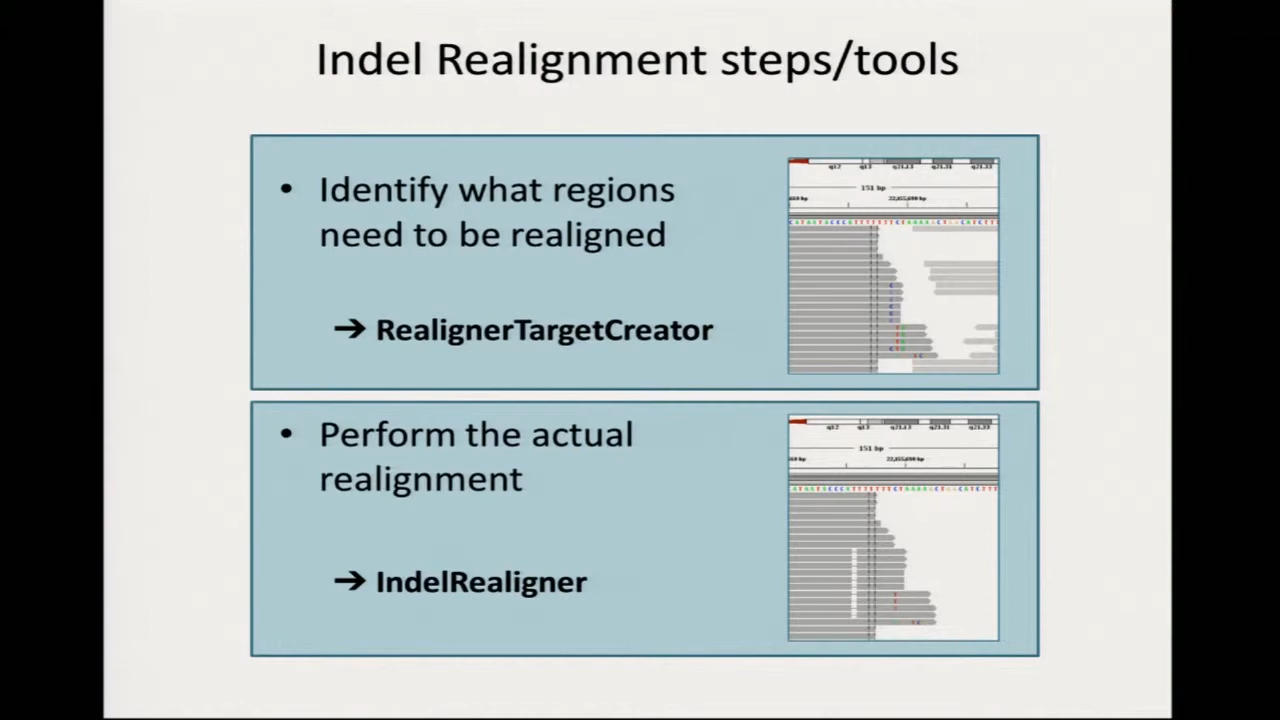 Indel Realignment steps/tools
• Identify what regions
need to be realigned
➔ RealignerTargetCreator
151 bp
• Perform the actual
realignment
➔ IndelRealigner
151 bp